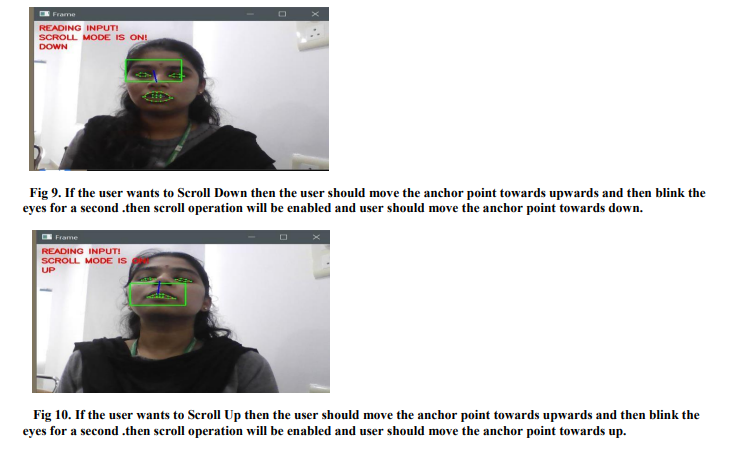 Frame
READING INPUT!
SCROLL MODE IS ON!
DOWN
Fig 9. If the user wants to Scroll Down then the user should move the anchor point towards upwards and then blink the
eyes for a second .then scroll operation will be enabled and user should move the anchor point towards down.
Frame
READING INPUT!
SCROLL MODE IS ON!
UP
Fig 10. If the user wants to Scroll Up then the user should move the anchor point towards upwards and then blink the
eyes for a second .then scroll operation will be enabled and user should move the anchor point towards up.